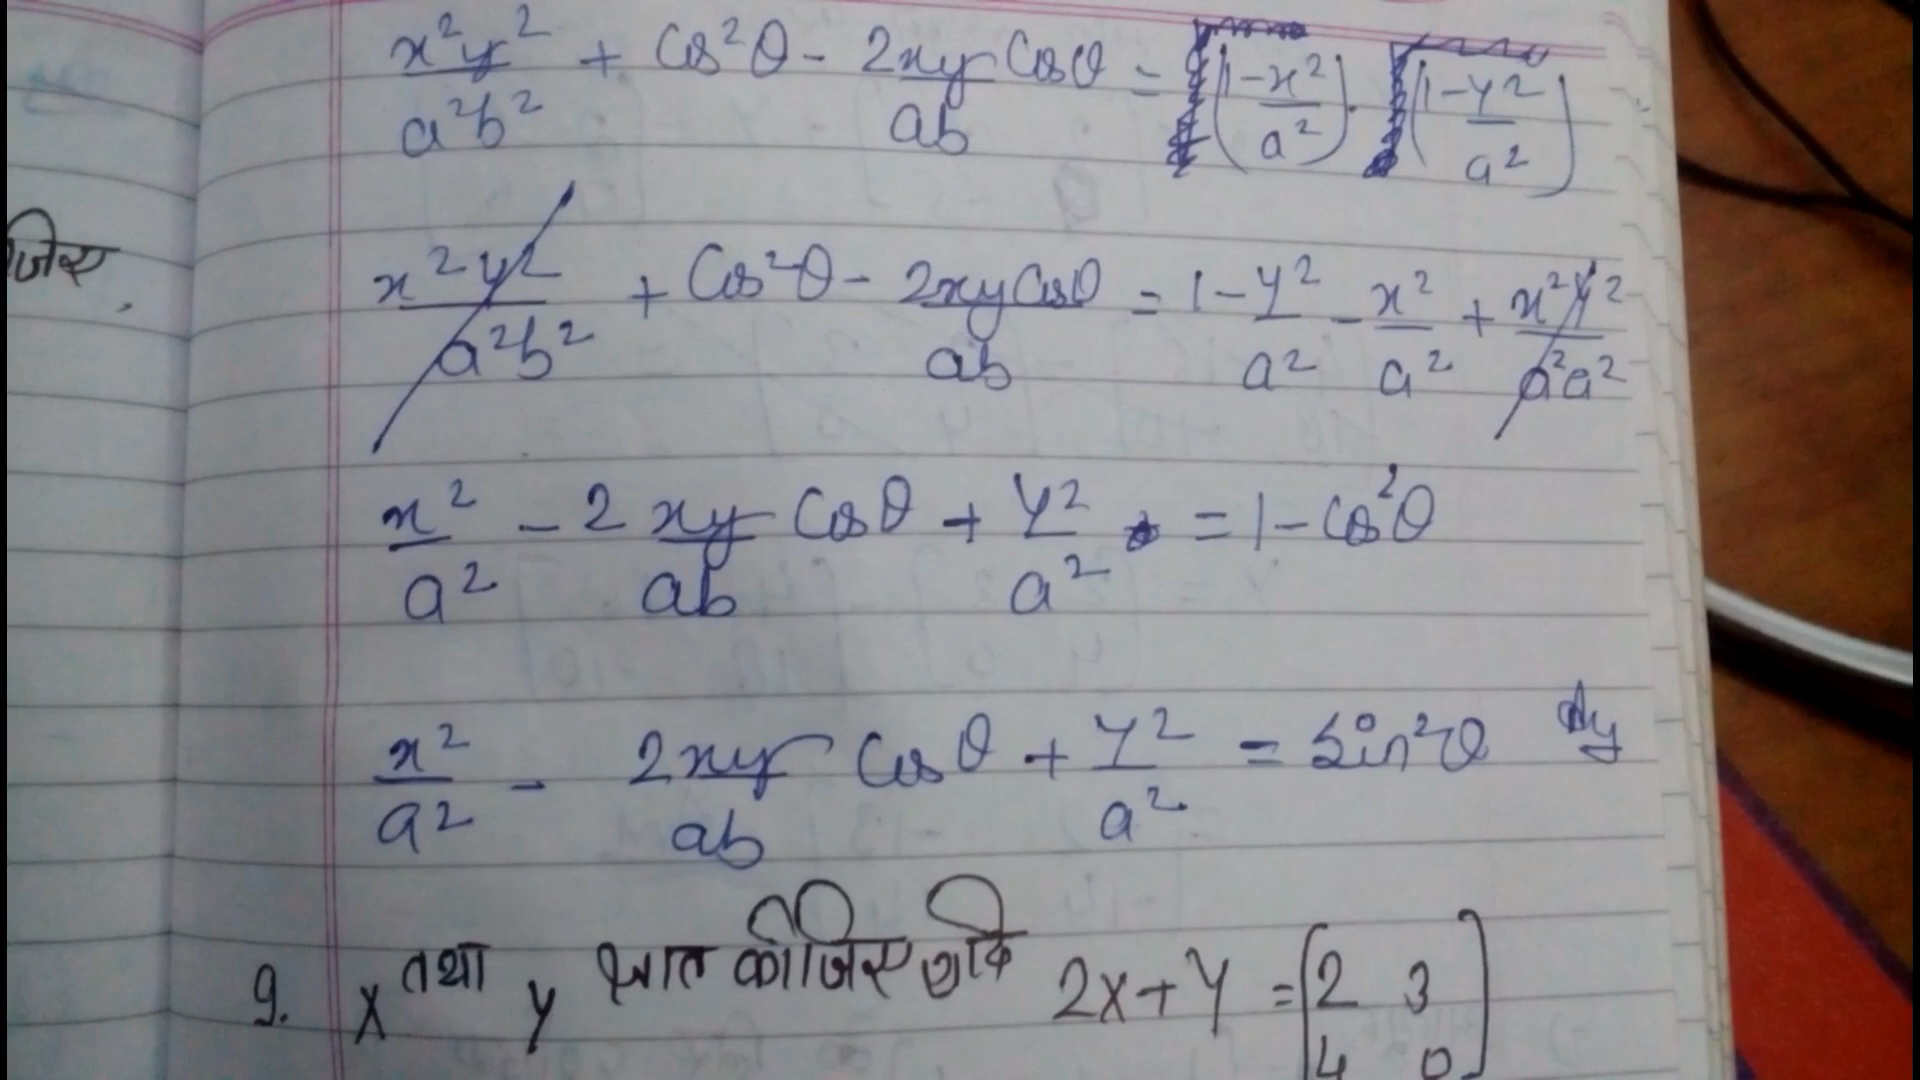 x²y²/a²b² + Cos²θ - 2xy/ab Cosθ = (1-x²/a²).(1-y²/a²)
जिए,
x²y²/a²b² + Cos²θ - 2xyCosθ/ab = 1 - y²/a² - x²/a² + x²y²/a²a²
x²/a² - 2 xy/ab Cosθ + y²/a² = 1 - Cos²θ
x²/a² - 2xy/ab Cosθ + y²/a² = Sin²θ
9. X तथा y ज्ञात कीजिए यदि 2X + Y = [2 3
4 0]